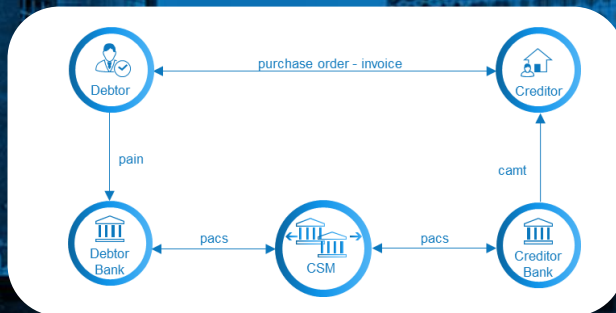 purchase order - invoice
Debtor
Creditor
pain
camt
pacs
pacs
Debtor
Bank
CSM
Creditor
Bank